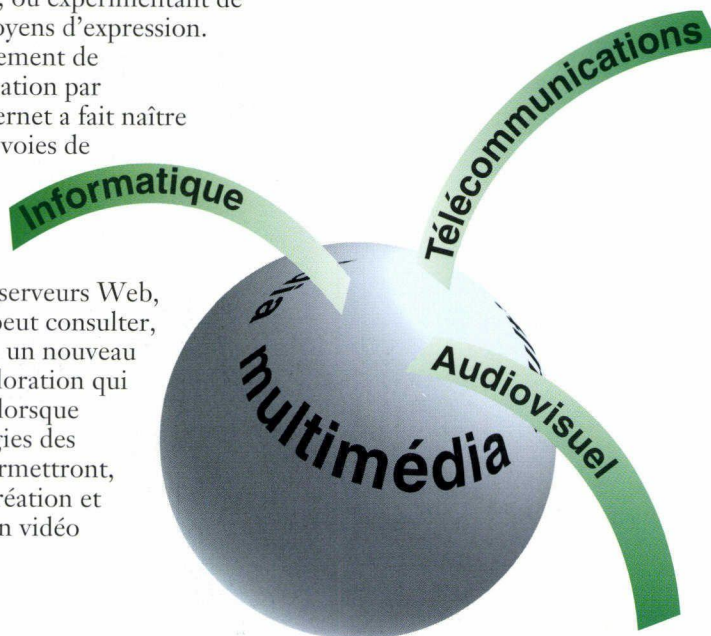 , ou expérimentant de
oyens d'expression.
ement de
ation par
ernet a fait naître
voies de
serveurs Web,
peut consulter,
un nouveau
loration qui
lorsque
gies des
rmettront,
réation et
n vidéo
Informatique
Télécommunications
Audiovisuel
multimédia